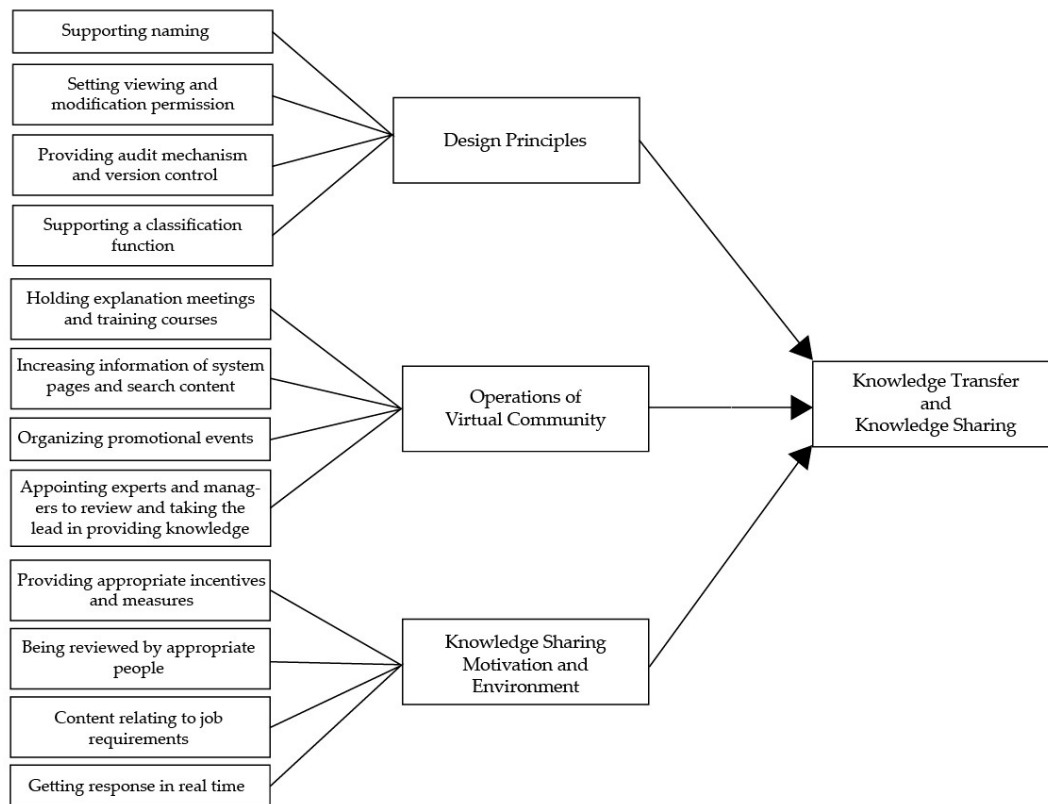 Supporting naming
Setting viewing and
modification permission
Providing audit mechanism
and version control
Supporting a classification
function
Design Principles
Holding explanation meetings
and training courses
Increasing information of system
pages and search content
Organizing promotional events
Appointing experts and manag-
ers to review and taking the
lead in providing knowledge
Operations of
Virtual Community
Providing appropriate incentives
and measures
Being reviewed by appropriate
people
Content relating to job
requirements
Getting response in real time
Knowledge Sharing
Motivation and
Environment
Knowledge Transfer
and
Knowledge Sharing